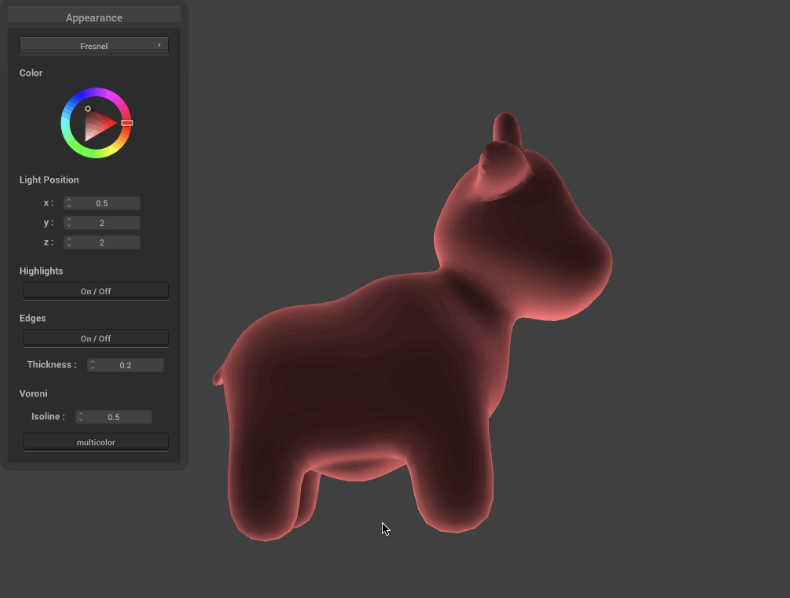 Appearance
Fresnel
Color
Light Position
x : 0.5
y : 2
z : 2
Highlights
On / Off
Edges
On / Off
Thickness : 0.2
Voroni
Isoline : 0.5
multicolor